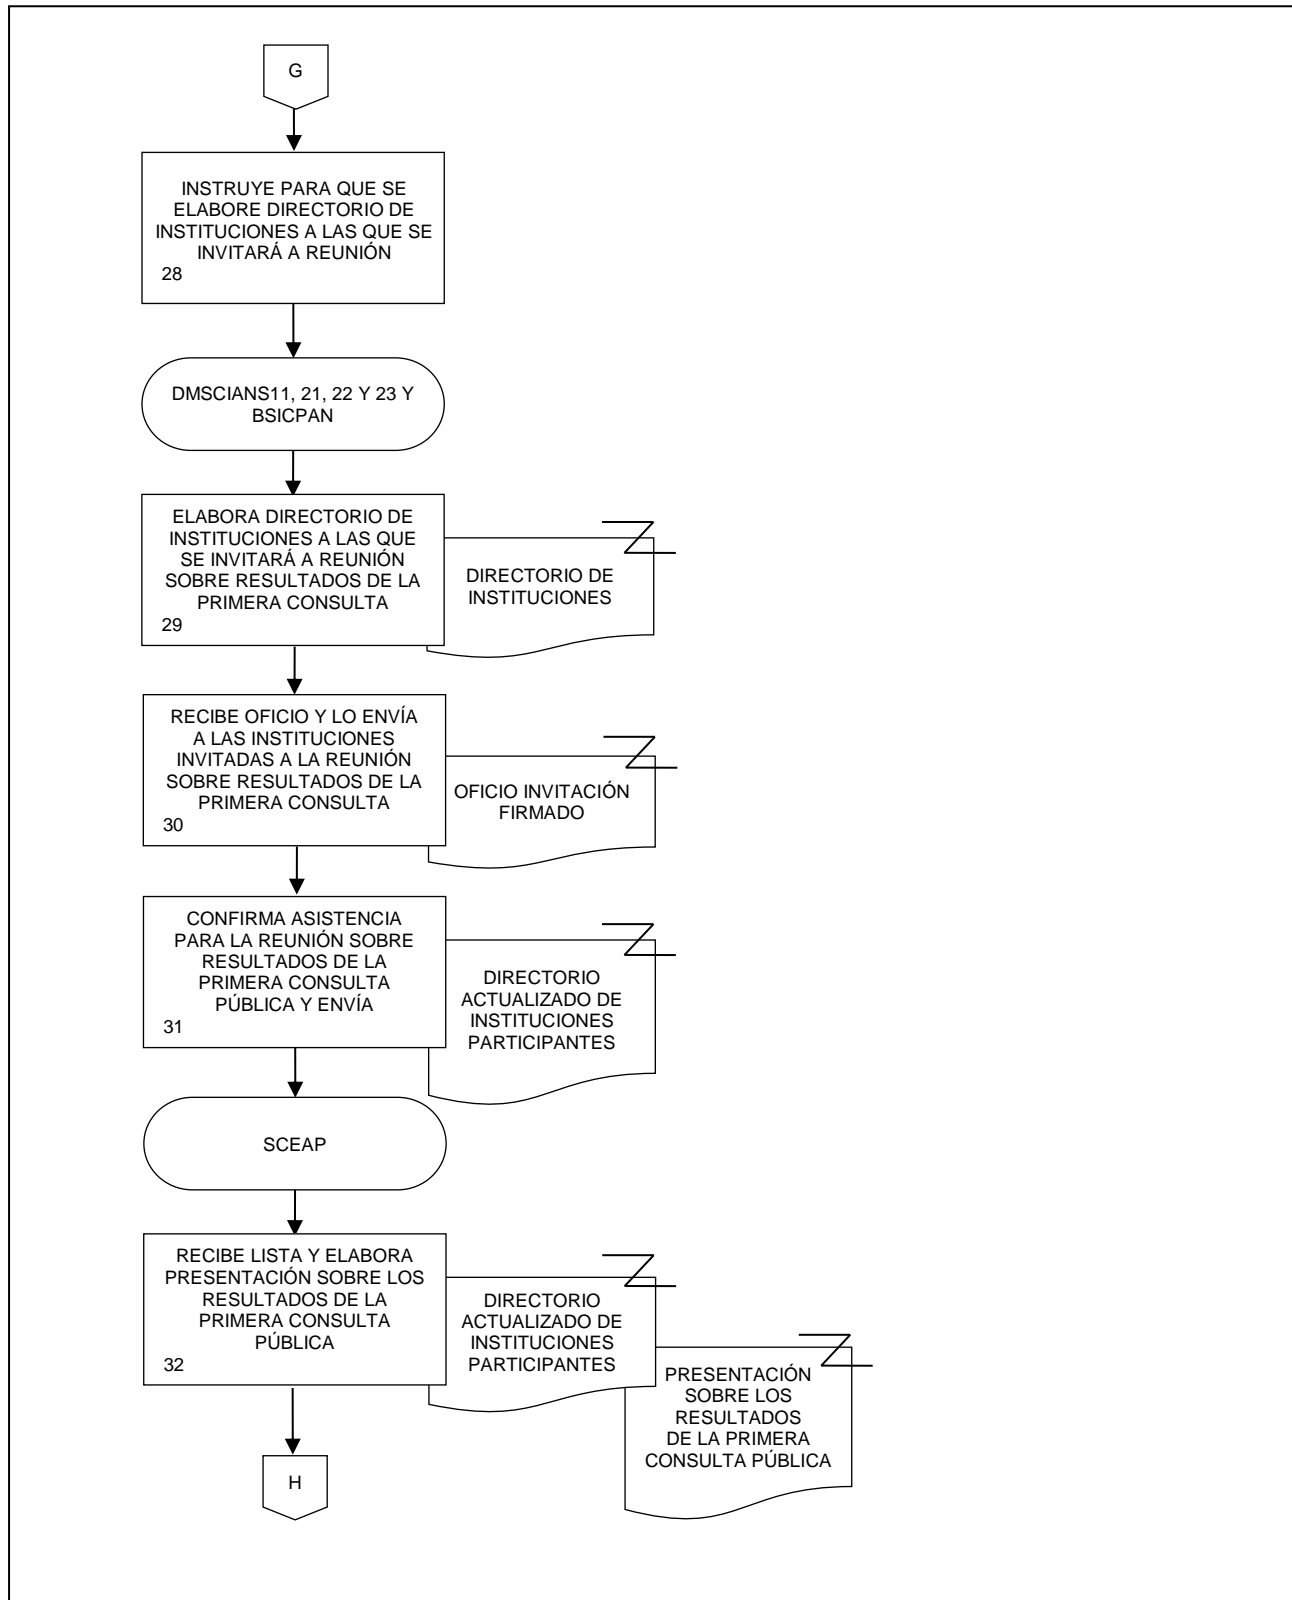 G
INSTRUYE PARA QUE SE
ELABORE DIRECTORIO DE
INSTITUCIONES A LAS QUE SE
INVITARÁ A REUNIÓN
28
DMSCIANS11, 21, 22 Y 23 Y
BSICPAN
ELABORA DIRECTORIO DE
INSTITUCIONES A LAS QUE
SE INVITARÁ A REUNIÓN
SOBRE RESULTADOS DE LA
PRIMERA CONSULTA
29
DIRECTORIO DE
INSTITUCIONES
RECIBE OFICIO Y LO ENVÍA
A LAS INSTITUCIONES
INVITADAS A LA REUNIÓN
SOBRE RESULTADOS DE LA
PRIMERA CONSULTA
30
OFICIO INVITACIÓN
FIRMADO
CONFIRMA ASISTENCIA
PARA LA REUNIÓN SOBRE
RESULTADOS DE LA
PRIMERA CONSULTA
PÚBLICA Y ENVÍA
31
DIRECTORIO
ACTUALIZADO DE
INSTITUCIONES
PARTICIPANTES
SCEAP
RECIBE LISTA Y ELABORA
PRESENTACIÓN SOBRE LOS
RESULTADOS DE LA
PRIMERA CONSULTA
PÚBLICA
32
DIRECTORIO
ACTUALIZADO DE
INSTITUCIONES
PARTICIPANTES
PRESENTACIÓN
SOBRE LOS
RESULTADOS
DE LA PRIMERA
CONSULTA PÚBLICA
H